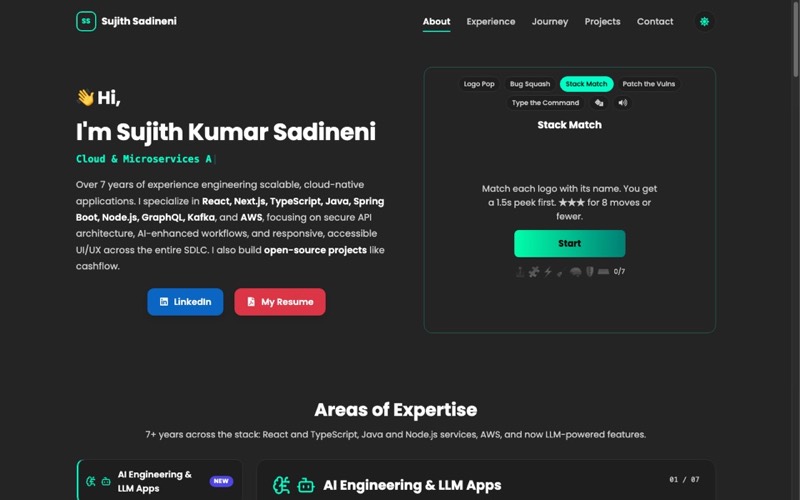 SS Sujith Sadineni
About Experience Journey Projects Contact
👋 Hi,
I'm Sujith Kumar Sadineni
Cloud & Microservices A
Over 7 years of experience engineering scalable, cloud-native
applications. I specialize in React, Next.js, TypeScript, Java, Spring
Boot, Node.js, GraphQL, Kafka, and AWS, focusing on secure API
architecture, AI-enhanced workflows, and responsive, accessible
UI/UX across the entire SDLC. I also build open-source projects like
cashflow.
LinkedIn My Resume
Logo Pop Bug Squash Stack Match Patch the Vulns
Type the Command
Stack Match
Match each logo with its name. You get
a 1.5s peek first. ★★★ for 8 moves or
fewer.
Start
0/7
Areas of Expertise
7+ years across the stack: React and TypeScript, Java and Node.js services, AWS, and now LLM-powered features.
AI Engineering &
LLM Apps
NEW
AI Engineering & LLM Apps
01 / 07